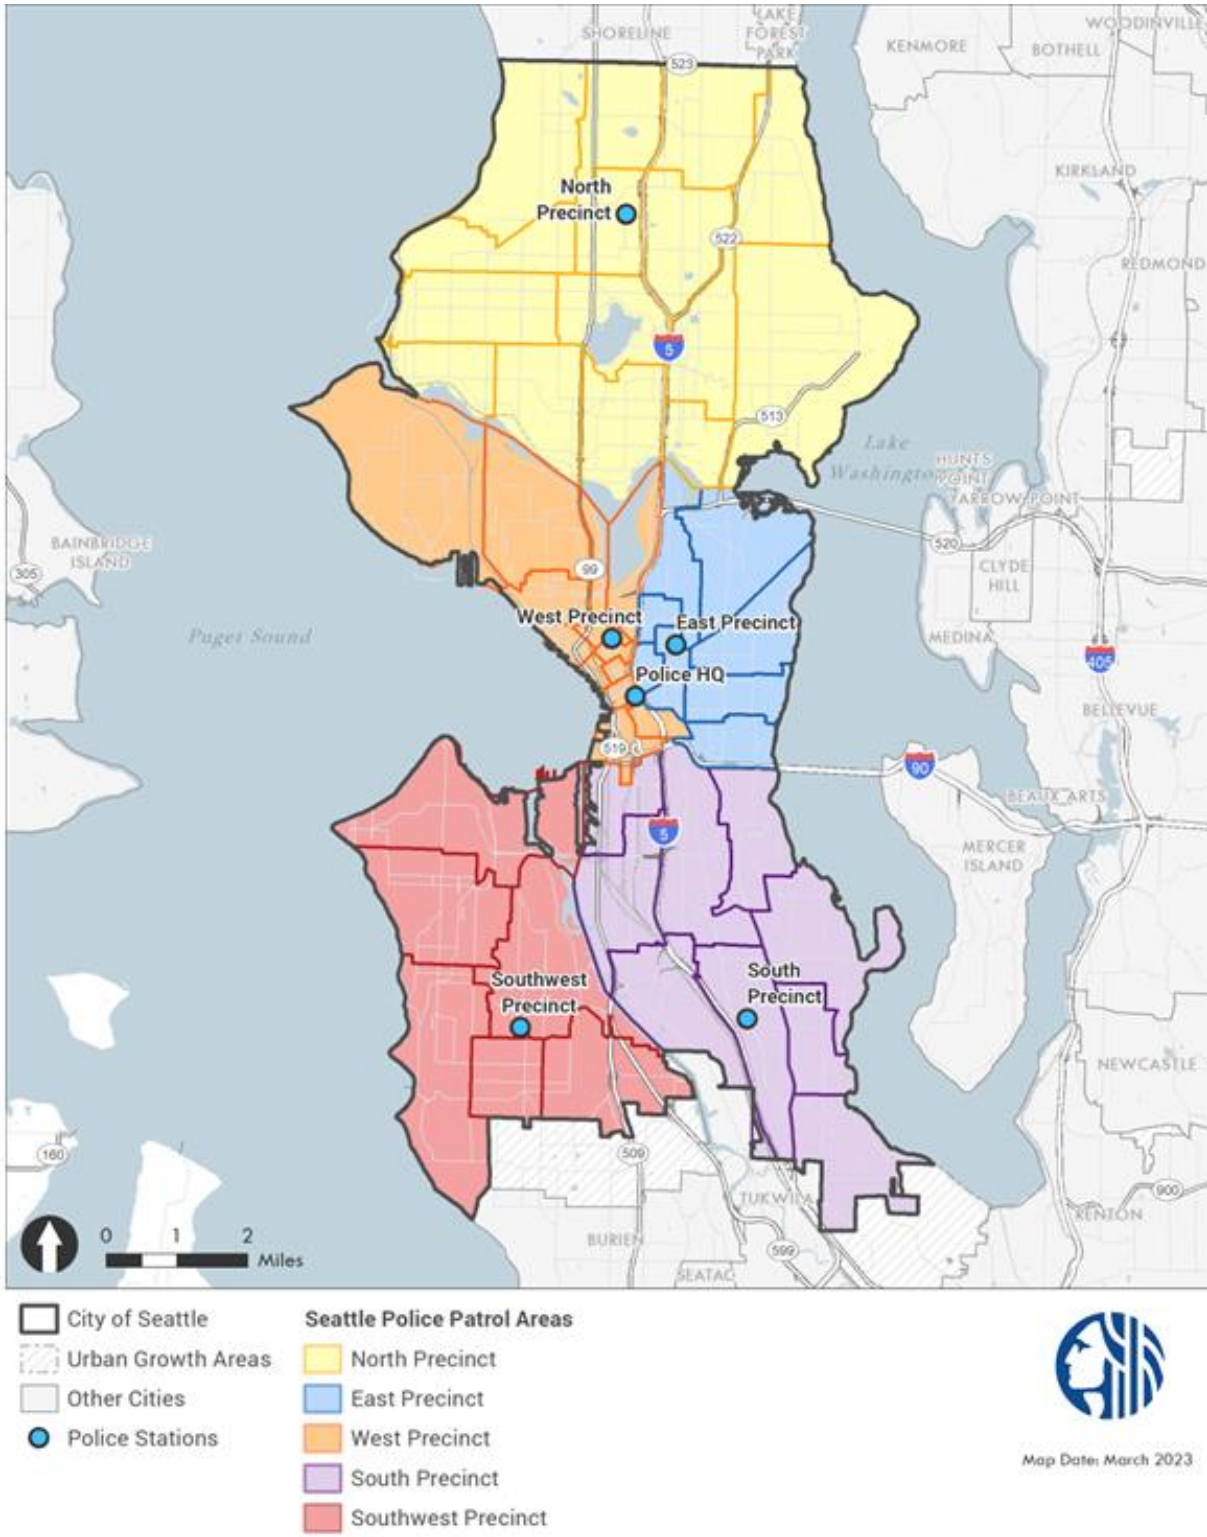 SHORELINE
LAKE
FOREST
PARK
KENMORE
BOTHELL
WOODINVILLE
523
KIRKLAND
North
Precinct
522
REDMOND
5
513
Lake
Washington
HUNTS
POINT
YARROW POINT
520
BAINBRIDGE
ISLAND
305
99
CLYDE
HILL
West Precinct
East Precinct
Puget Sound
MEDINA
405
Police HQ
BELLEVUE
519
90
BEAUX ARTS
5
MERCER
ISLAND
Southwest
Precinct
South
Precinct
NEWCASTLE
160
509
900
TUKWILA
RENTON
BURIEN
599
SEATAC
0 1 2
Miles
City of Seattle
Urban Growth Areas
Other Cities
Police Stations
Seattle Police Patrol Areas
North Precinct
East Precinct
West Precinct
South Precinct
Southwest Precinct
Map Date: March 2023